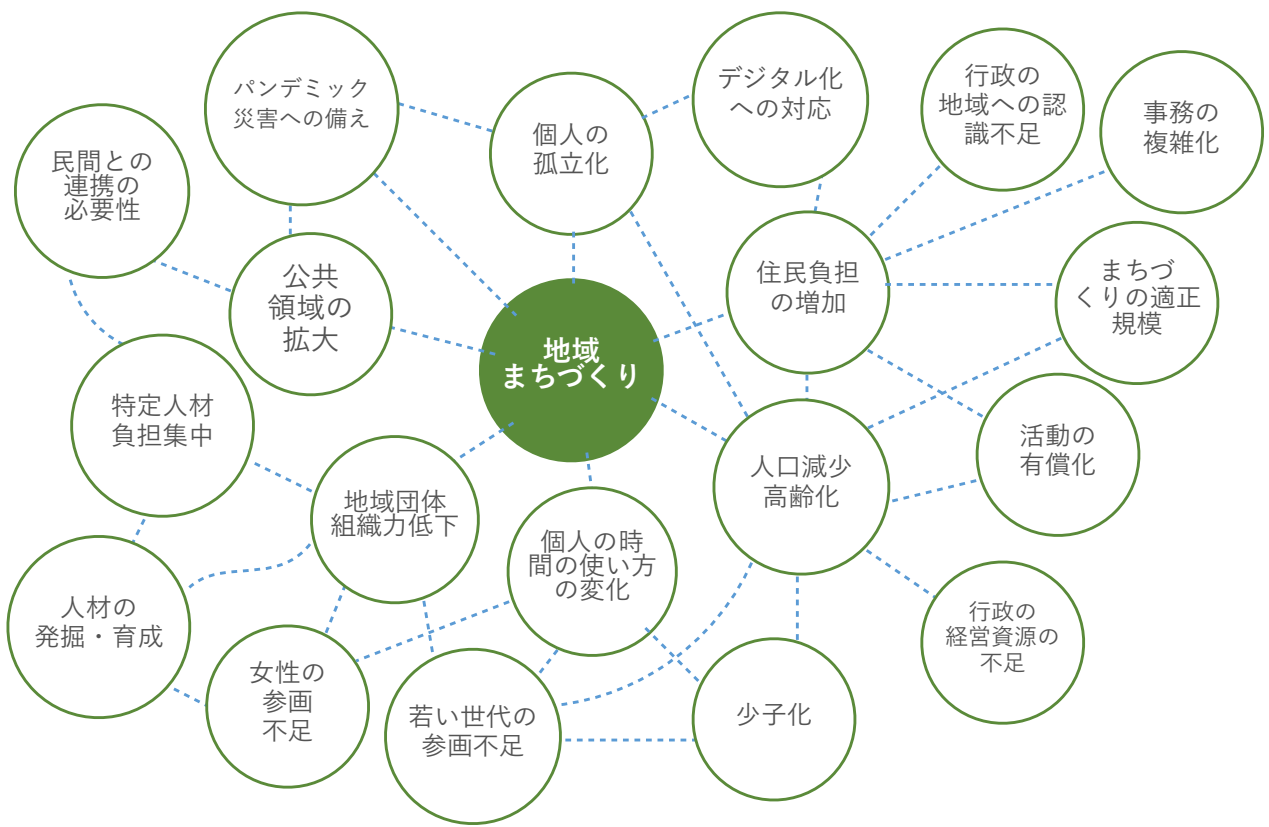 パンデミック
災害への備え
個人の
孤立化
デジタル化
への対応
行政の
地域への認
識不足
事務の
複雑化
民間との
連携の
必要性
公共
領域の
拡大
住民負担
の増加
まちづ
くりの適正
規模
地域
まちづくり
特定人材
負担集中
地域団体
組織力低下
個人の時
間の使い方
の変化
人口減少
高齢化
活動の
有償化
人材の
発掘・育成
女性の
参画
不足
若い世代の
参画不足
少子化
行政の
経営資源の
不足